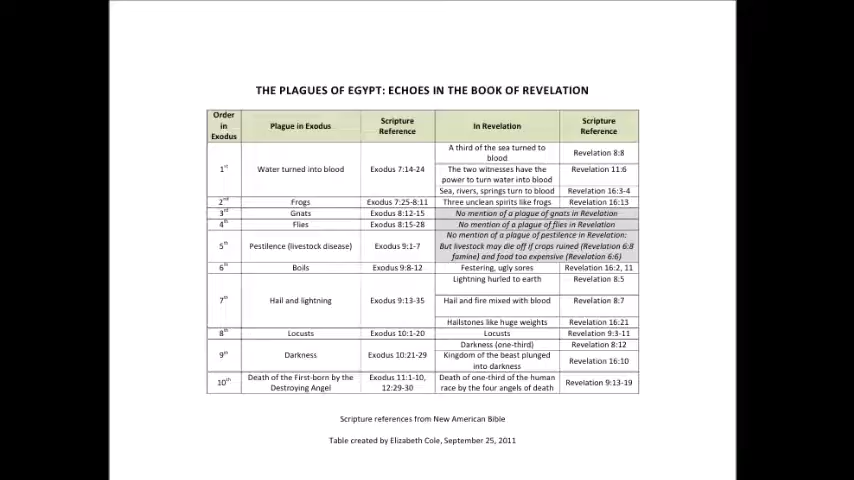 THE PLAGUES OF EGYPT: ECHOES IN THE BOOK OF REVELATION
Order in Exodus | Plague in Exodus | Scripture Reference | In Revelation | Scripture Reference
1st | Water turned into blood | Exodus 7:14-24 | A third of the sea turned to blood | Revelation 8:8
The two witnesses have the power to turn water into blood | Revelation 11:6
Sea, rivers, springs turn to blood | Revelation 16:3-4
2nd | Frogs | Exodus 7:25-8:11 | Three unclean spirits like frogs | Revelation 16:13
3rd | Gnats | Exodus 8:12-15 | No mention of a plague of gnats in Revelation
4th | Flies | Exodus 8:15-28 | No mention of a plague of flies in Revelation
5th | Pestilence (livestock disease) | Exodus 9:1-7 | No mention of a plague of pestilence in Revelation: But livestock may die off if crops ruined (Revelation 6:8 famine) and food too expensive (Revelation 6:6)
6th | Boils | Exodus 9:8-12 | Festering, ugly sores | Revelation 16:2, 11
7th | Hail and lightning | Exodus 9:13-35 | Lightning hurled to earth | Revelation 8:5
Hail and fire mixed with blood | Revelation 8:7
Hailstones like huge weights | Revelation 16:21
8th | Locusts | Exodus 10:1-20 | Locusts | Revelation 9:3-11
9th | Darkness | Exodus 10:21-29 | Darkness (one-third) | Revelation 8:12
Kingdom of the beast plunged into darkness | Revelation 16:10
10th | Death of the First-born by the Destroying Angel | Exodus 11:1-10, 12:29-30 | Death of one-third of the human race by the four angels of death | Revelation 9:13-19
Scripture references from New American Bible
Table created by Elizabeth Cole, September 25, 2011